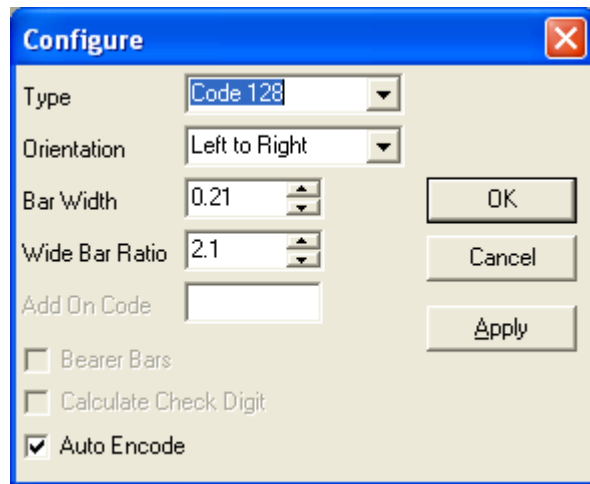 Configure
Type Code 128
Orientation Left to Right
Bar Width 0.21 OK
Wide Bar Ratio 2.1 Cancel
Add On Code
Apply
Bearer Bars
Calculate Check Digit
Auto Encode